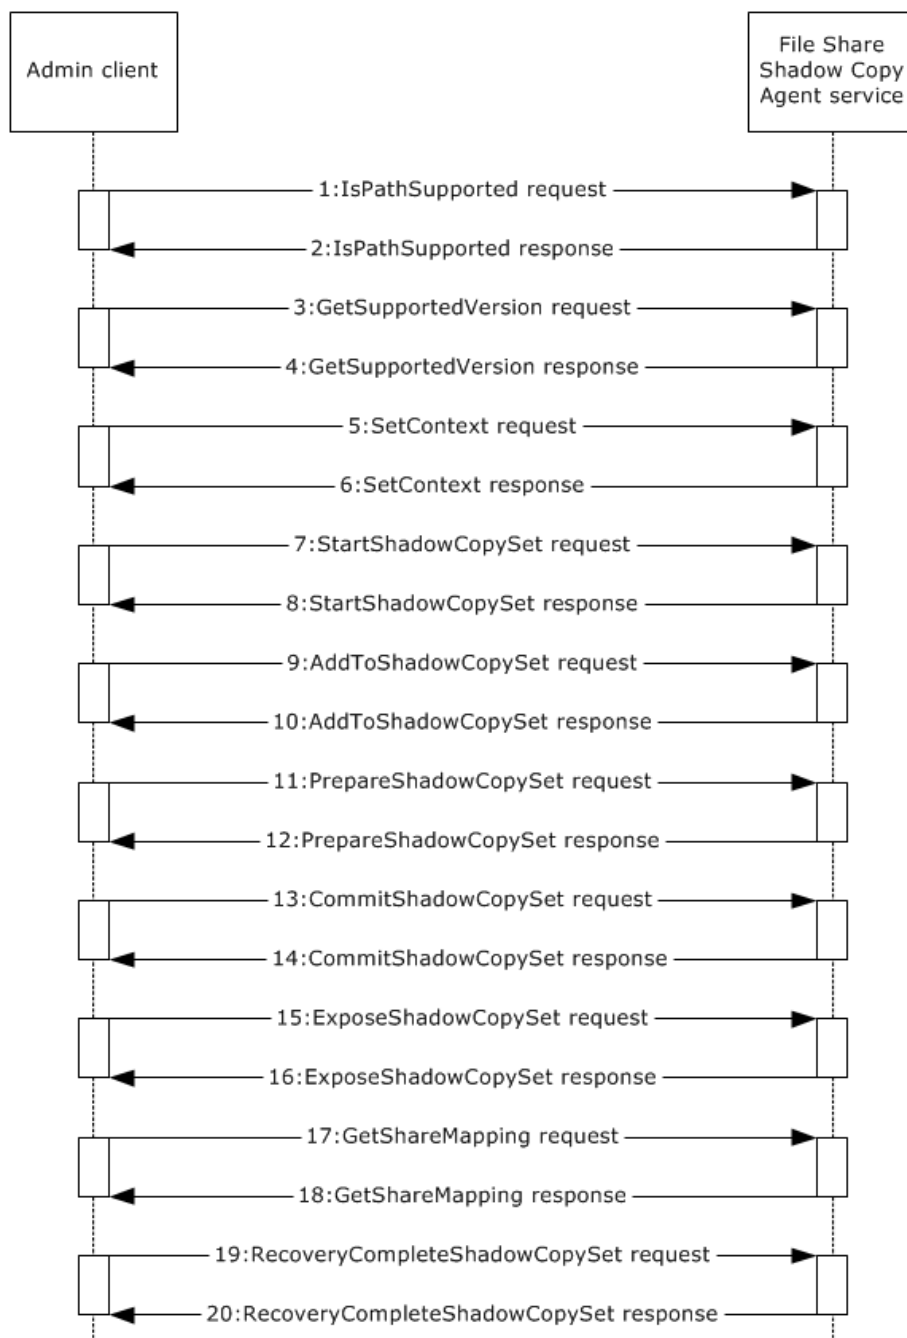 Admin client
File Share
Shadow Copy
Agent service
1:IsPathSupported request
2:IsPathSupported response
3:GetSupportedVersion request
4:GetSupportedVersion response
5:SetContext request
6:SetContext response
7:StartShadowCopySet request
8:StartShadowCopySet response
9:AddToShadowCopySet request
10:AddToShadowCopySet response
11:PrepareShadowCopySet request
12:PrepareShadowCopySet response
13:CommitShadowCopySet request
14:CommitShadowCopySet response
15:ExposeShadowCopySet request
16:ExposeShadowCopySet response
17:GetShareMapping request
18:GetShareMapping response
19:RecoveryCompleteShadowCopySet request
20:RecoveryCompleteShadowCopySet response